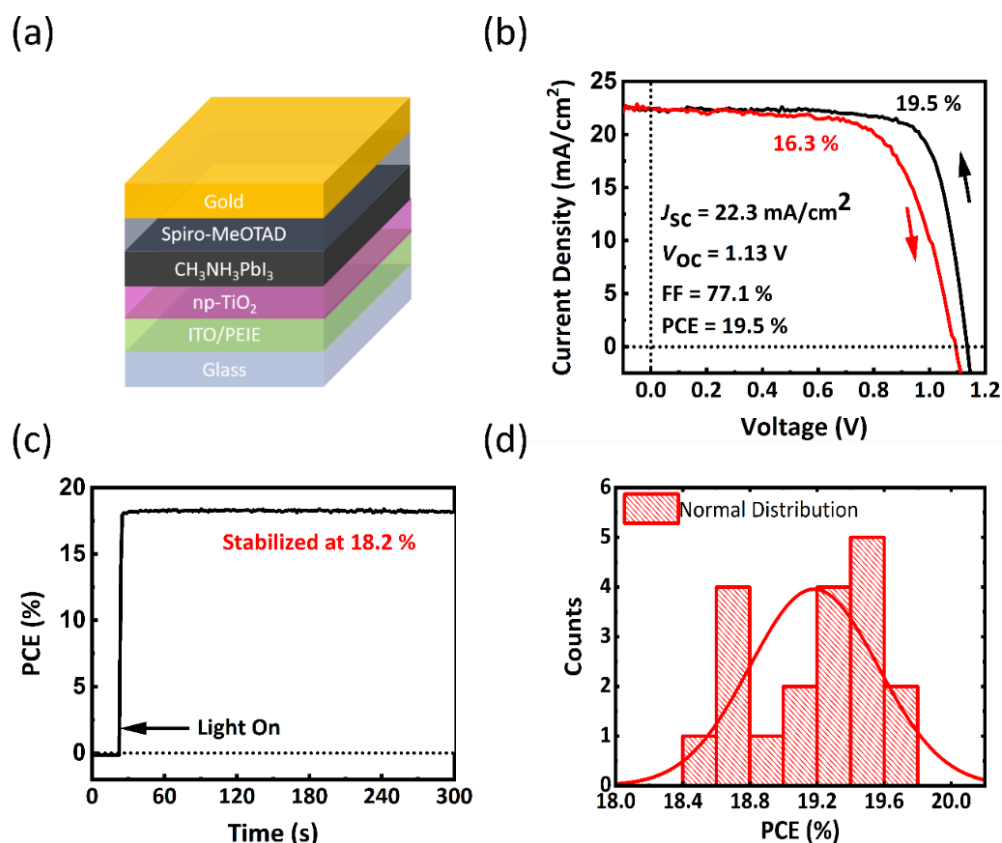 (a)
Gold
Spiro-MeOTAD
CH₃NH₃PbI₃
np-TiO₂
ITO/PEIE
Glass
(b)
Current Density (mA/cm²)
25
20
15
10
5
0
19.5 %
16.3 %
J_SC = 22.3 mA/cm²
V_OC = 1.13 V
FF = 77.1 %
PCE = 19.5 %
0.0 0.2 0.4 0.6 0.8 1.0 1.2
Voltage (V)
(c)
PCE (%)
20
15
10
5
0
Stabilized at 18.2 %
Light On
0 60 120 180 240 300
Time (s)
(d)
Counts
6
5
4
3
2
1
0
Normal Distribution
18.0 18.4 18.8 19.2 19.6 20.0
PCE (%)